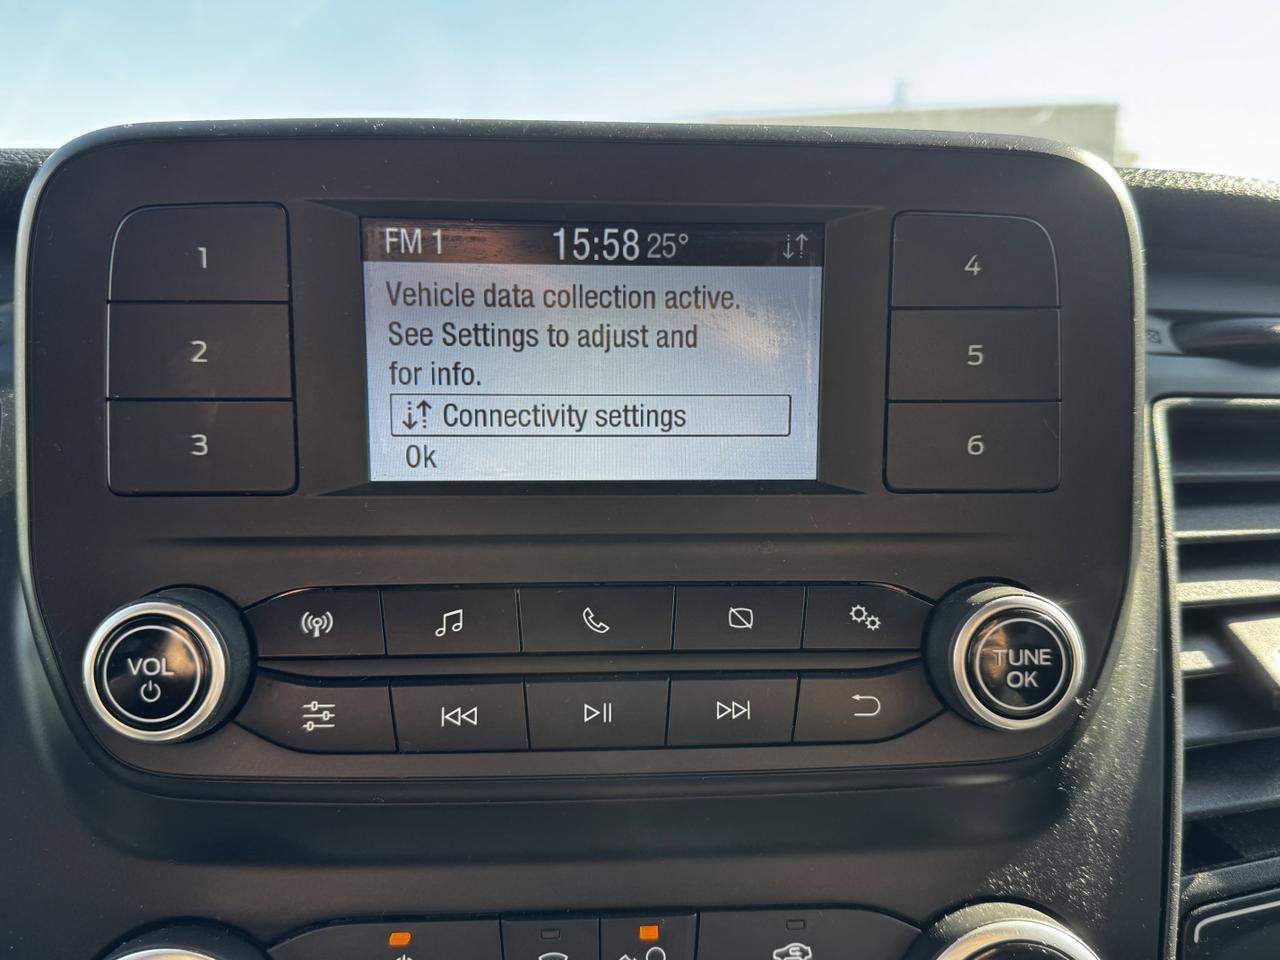 FM 1 15:58 25°
Vehicle data collection active.
See Settings to adjust and
for info.
Connectivity settings
Ok
1
2
3
4
5
6
VOL
TUNE
OK